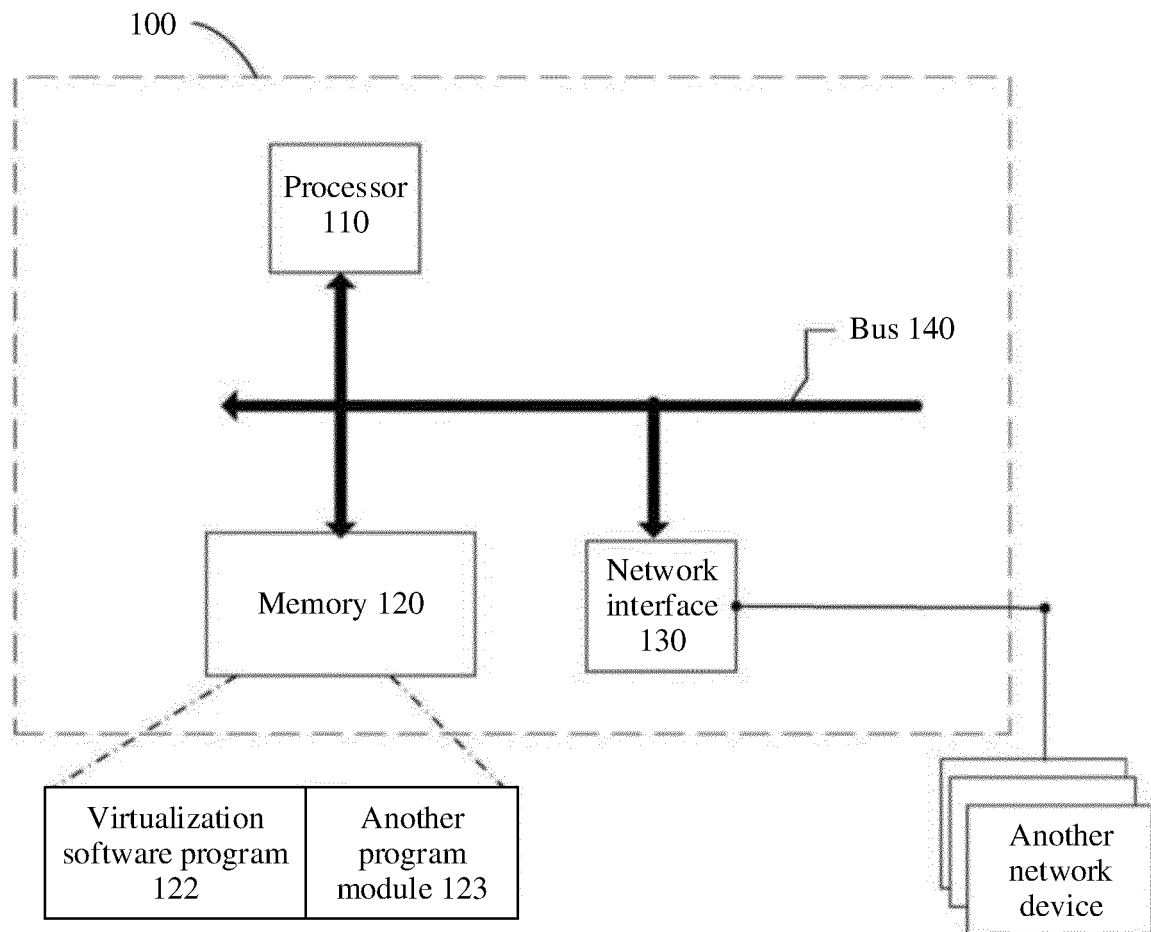 100
Processor
110
Bus 140
Memory 120
Network
interface
130
Virtualization
software program
122
Another
program
module 123
Another
network
device